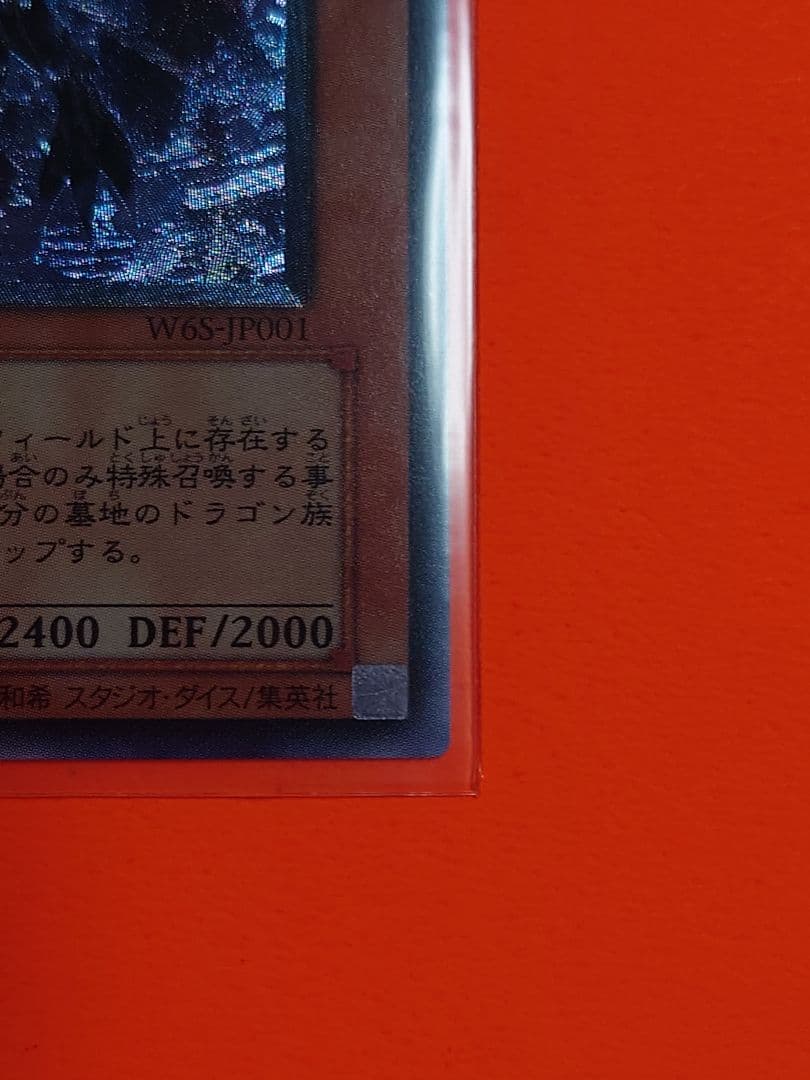 W6S-JP001
フィールド上に存在する
場合のみ特殊召喚する事
分の墓地のドラゴン族
ップする。
2400 DEF/2000
和希 スタジオ・ダイス/集英社